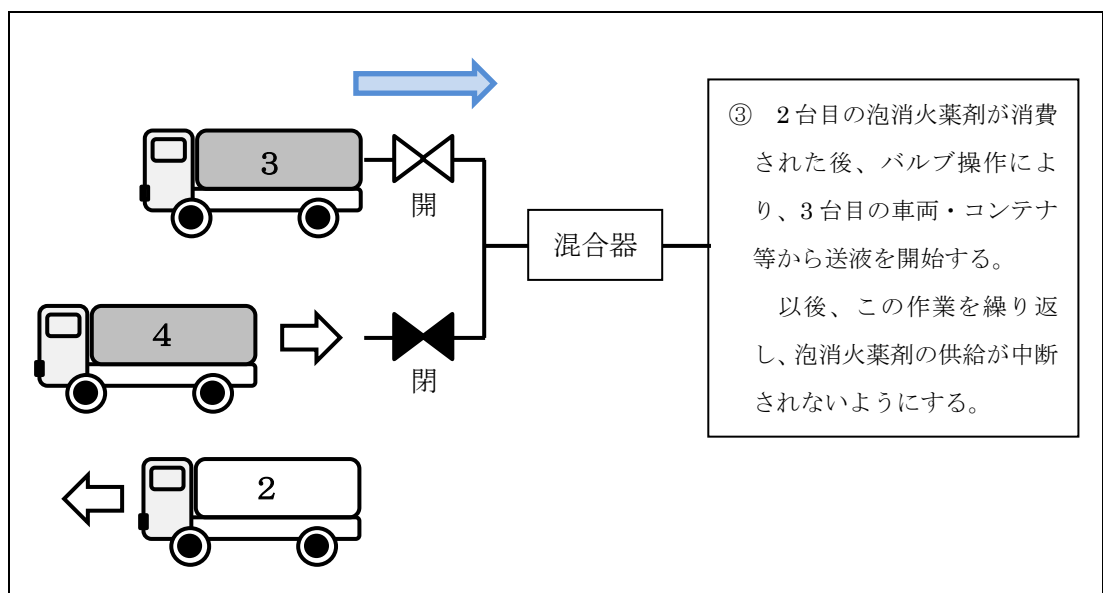 3
開
混合器
4
閉
2
③ 2台目の泡消火薬剤が消費
された後、バルブ操作によ
り、3台目の車両・コンテナ
等から送液を開始する。
以後、この作業を繰り返
し、泡消火薬剤の供給が中断
されないようにする。